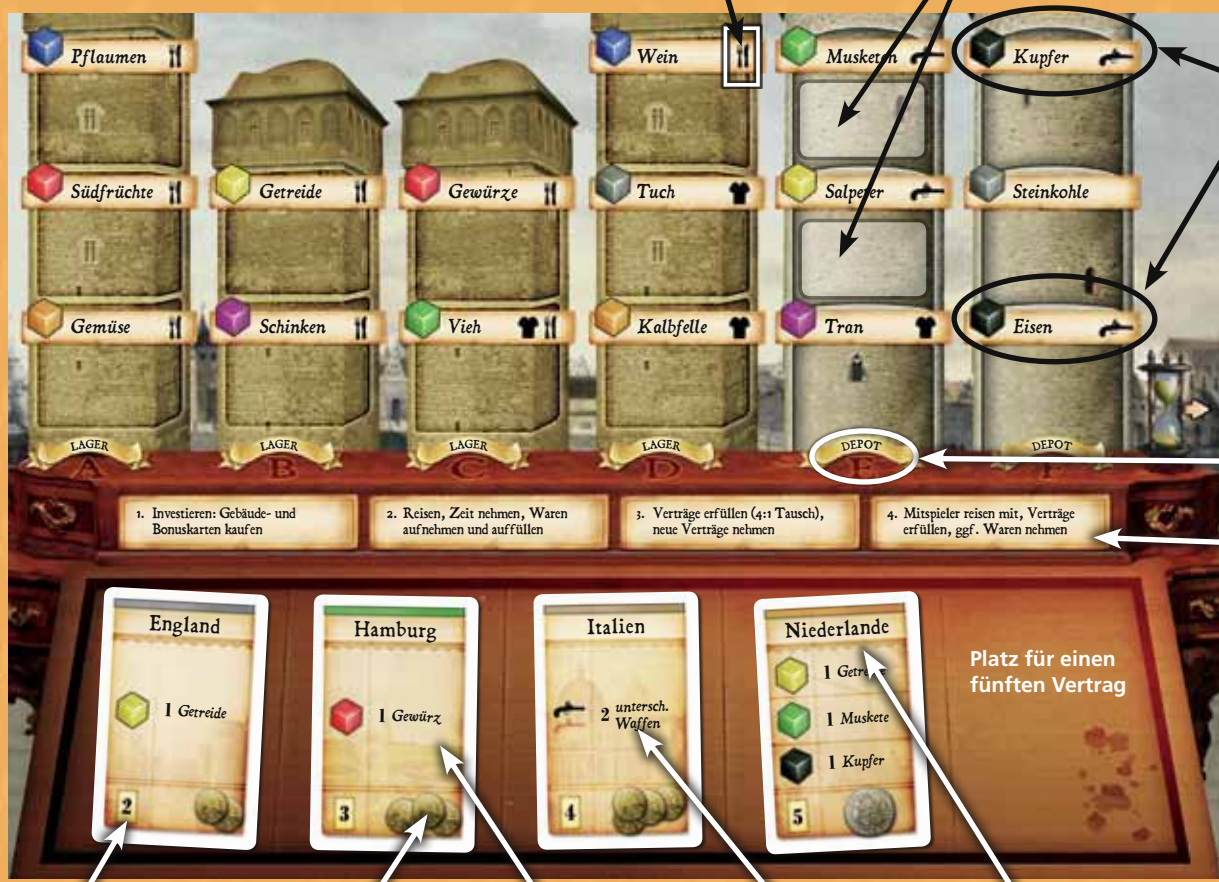 Pflaumen
Wein
Musketen
Kupfer
Südfrüchte
Getreide
Gewürze
Tuch
Salpeter
Steinkohle
Gemüse
Schinken
Vieh
Kalbfelle
Tran
Eisen
LAGER
LAGER
LAGER
LAGER
DEPOT
DEPOT
A
B
C
D
E
F
1. Investieren: Gebäude- und
Bonuskarten kaufen
2. Reisen, Zeit nehmen, Waren
aufnehmen und auffüllen
3. Verträge erfüllen (4:1 Tausch),
neue Verträge nehmen
4. Mitspieler reisen mit, Verträge
erfüllen, ggf. Waren nehmen
England
1 Getreide
2
Hamburg
1 Gewürz
3
Italien
2 untersch.
Waffen
4
Niederlande
1 Getreide
1 Muskete
1 Kupfer
5
Platz für einen
fünften Vertrag